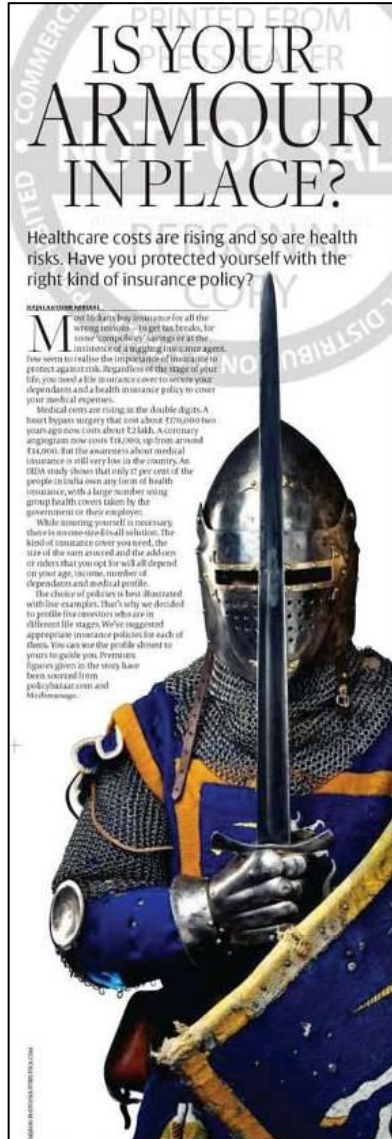 PRINTED FROM
PRESSREADER
IS YOUR
ARMOUR
NOT FOR SAL
IN PLACE?
PERSONAL
COPY
COMMERC
ITED
DISTRIBUTION
Healthcare costs are rising and so are health
risks. Have you protected yourself with the
right kind of insurance policy?
Most Indians buy insurance for all the
wrong reasons — to get tax breaks, for
some 'compulsory' savings or at the
insistence of a niggling insurance agent.
Few seem to realise the importance of insurance to
protect against risk. Regardless of the stage of your
life, you need a life insurance cover to secure your
dependants and a health insurance policy to cover
your medical expenses.
Medical costs are rising in the double digits. A
heart bypass surgery that cost about ₹170,000 two
years ago now costs about ₹2 lakh. A coronary
angiogram now costs ₹18,000, up from around
₹14,000. But the awareness about medical
insurance is still very low in the country. An
IRDA study shows that only 17 per cent of the
people in India own any form of health
insurance, with a large number using
group health covers taken by the
government or their employer.
While insuring yourself is necessary,
there is no one-size-fits-all solution. The
kind of insurance cover you need, the
size of the sum assured and the add-ons
or riders that you opt for will all depend
on your age, income, number of
dependants and medical profile.
The choice of policies is best illustrated
with live examples. That's why we decided
to profile five investors who are in
different life stages. We've suggested
appropriate insurance policies for each of
them. You can use the profile closest to
yours to guide you. Premium
figures given in the story have
been sourced from
policybazaar.com and
Medimanage.